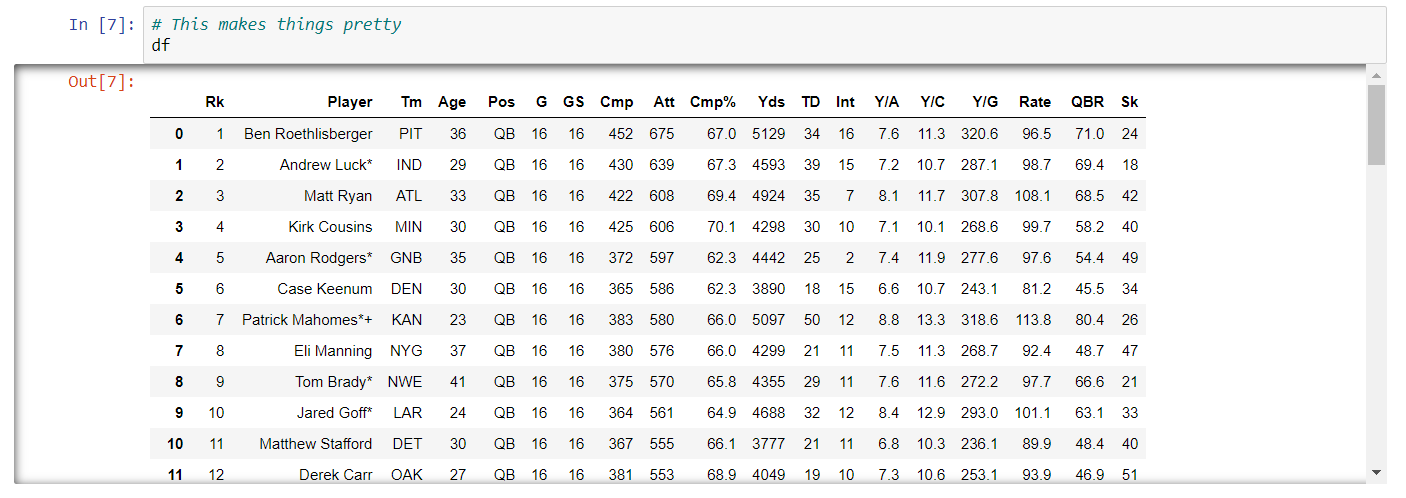 In [7]: # This makes things pretty
df
Out[7]:
Rk Player Tm Age Pos G GS Cmp Att Cmp% Yds TD Int Y/A Y/C Y/G Rate QBR Sk
0 1 Ben Roethlisberger PIT 36 QB 16 16 452 675 67.0 5129 34 16 7.6 11.3 320.6 96.5 71.0 24
1 2 Andrew Luck* IND 29 QB 16 16 430 639 67.3 4593 39 15 7.2 10.7 287.1 98.7 69.4 18
2 3 Matt Ryan ATL 33 QB 16 16 422 608 69.4 4924 35 7 8.1 11.7 307.8 108.1 68.5 42
3 4 Kirk Cousins MIN 30 QB 16 16 425 606 70.1 4298 30 10 7.1 10.1 268.6 99.7 58.2 40
4 5 Aaron Rodgers* GNB 35 QB 16 16 372 597 62.3 4442 25 2 7.4 11.9 277.6 97.6 54.4 49
5 6 Case Keenum DEN 30 QB 16 16 365 586 62.3 3890 18 15 6.6 10.7 243.1 81.2 45.5 34
6 7 Patrick Mahomes*+ KAN 23 QB 16 16 383 580 66.0 5097 50 12 8.8 13.3 318.6 113.8 80.4 26
7 8 Eli Manning NYG 37 QB 16 16 380 576 66.0 4299 21 11 7.5 11.3 268.7 92.4 48.7 47
8 9 Tom Brady* NWE 41 QB 16 16 375 570 65.8 4355 29 11 7.6 11.6 272.2 97.7 66.6 21
9 10 Jared Goff* LAR 24 QB 16 16 364 561 64.9 4688 32 12 8.4 12.9 293.0 101.1 63.1 33
10 11 Matthew Stafford DET 30 QB 16 16 367 555 66.1 3777 21 11 6.8 10.3 236.1 89.9 48.4 40
11 12 Derek Carr OAK 27 QB 16 16 381 553 68.9 4049 19 10 7.3 10.6 253.1 93.9 46.9 51